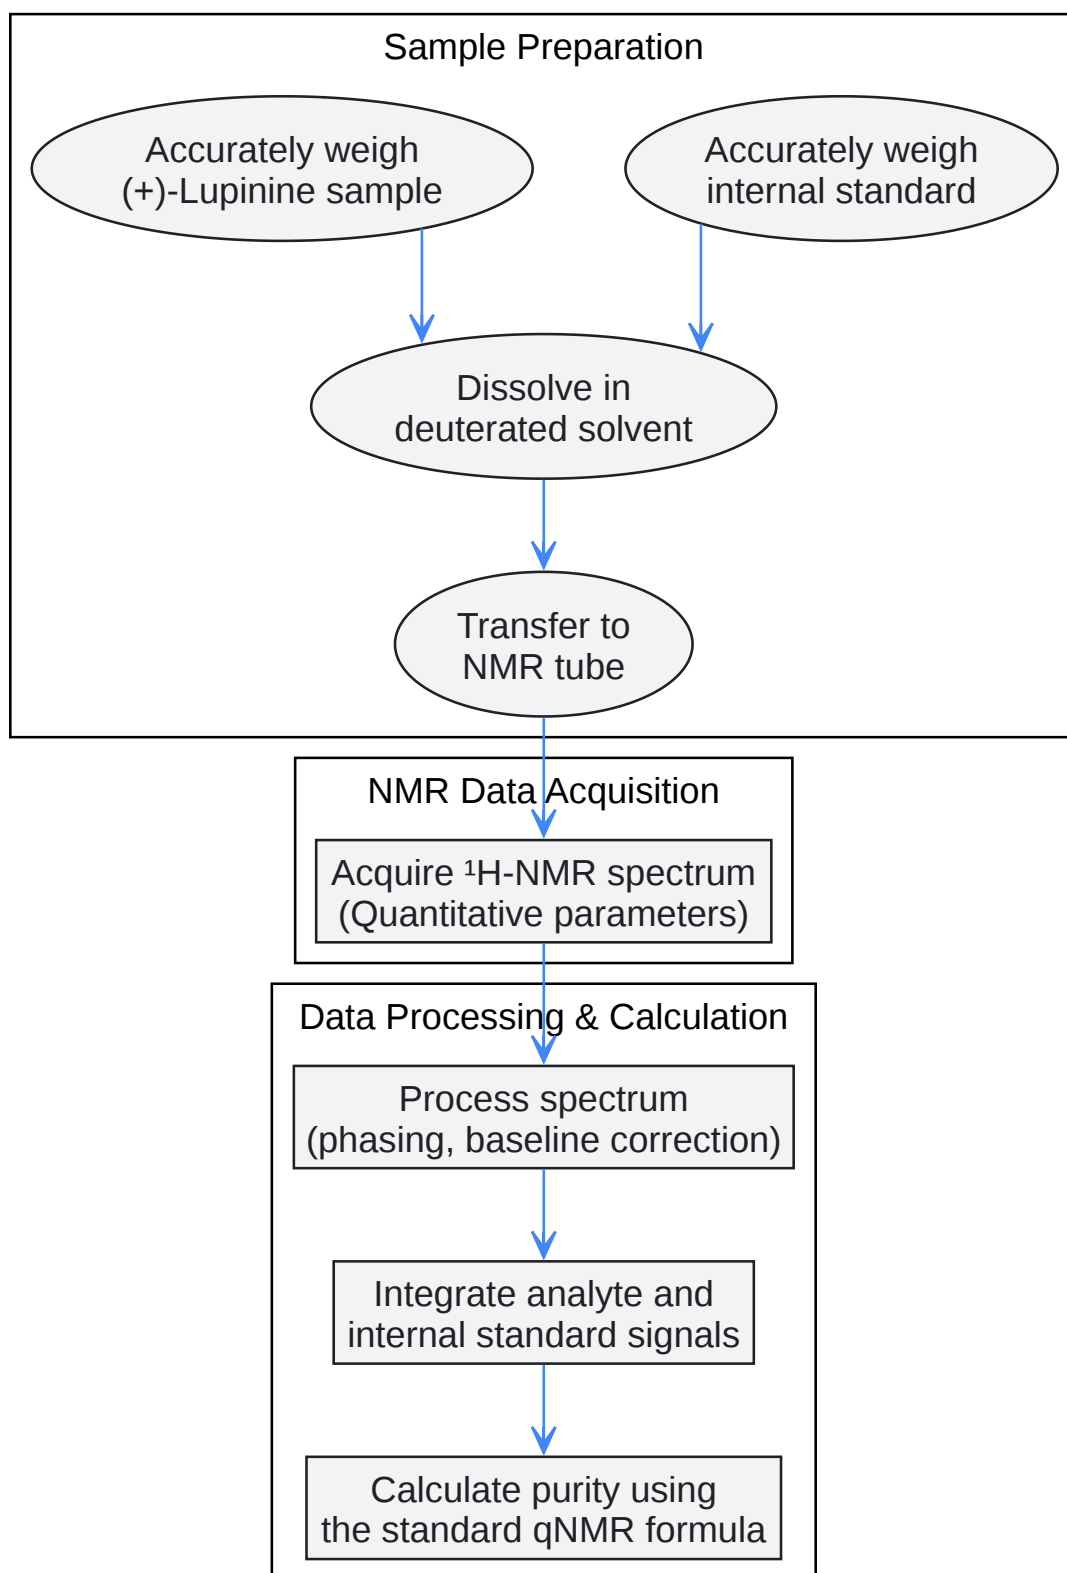 Sample Preparation
Accurately weigh
(+)-Lupinine sample
Accurately weigh
internal standard
Dissolve in
deuterated solvent
Transfer to
NMR tube
NMR Data Acquisition
Acquire ¹H-NMR spectrum
(Quantitative parameters)
Data Processing & Calculation
Process spectrum
(phasing, baseline correction)
Integrate analyte and
internal standard signals
Calculate purity using
the standard qNMR formula